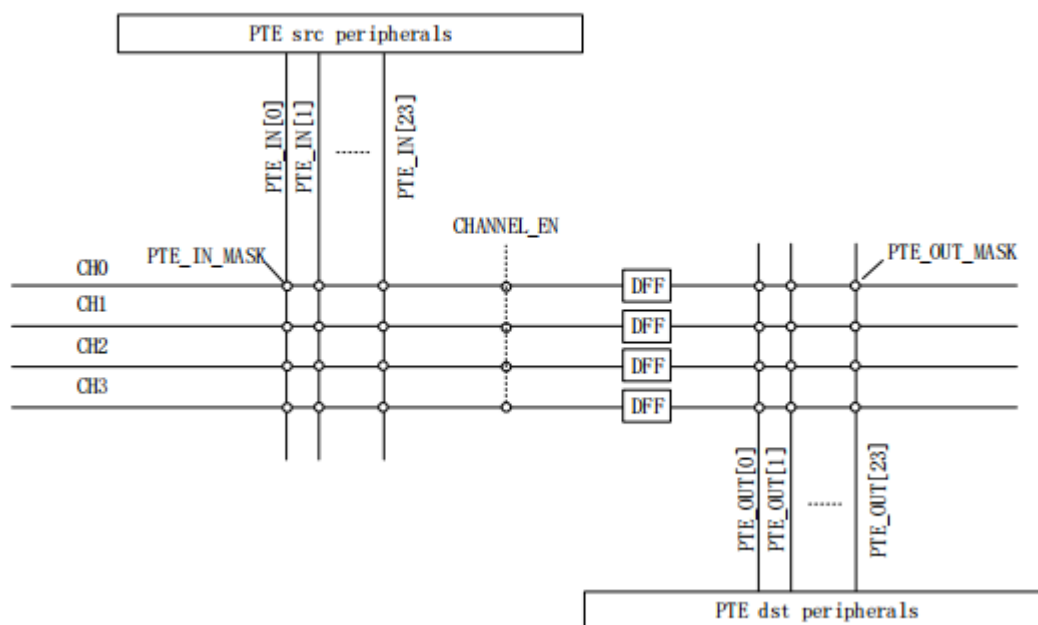 PTE src peripherals
PTE_IN[0]
PTE_IN[1]
......
PTE_IN[23]
CHANNEL_EN
PTE_IN_MASK
PTE_OUT_MASK
CH0
DFF
CH1
DFF
CH2
DFF
CH3
DFF
PTE_OUT[0]
PTE_OUT[1]
......
PTE_OUT[23]
PTE dst peripherals